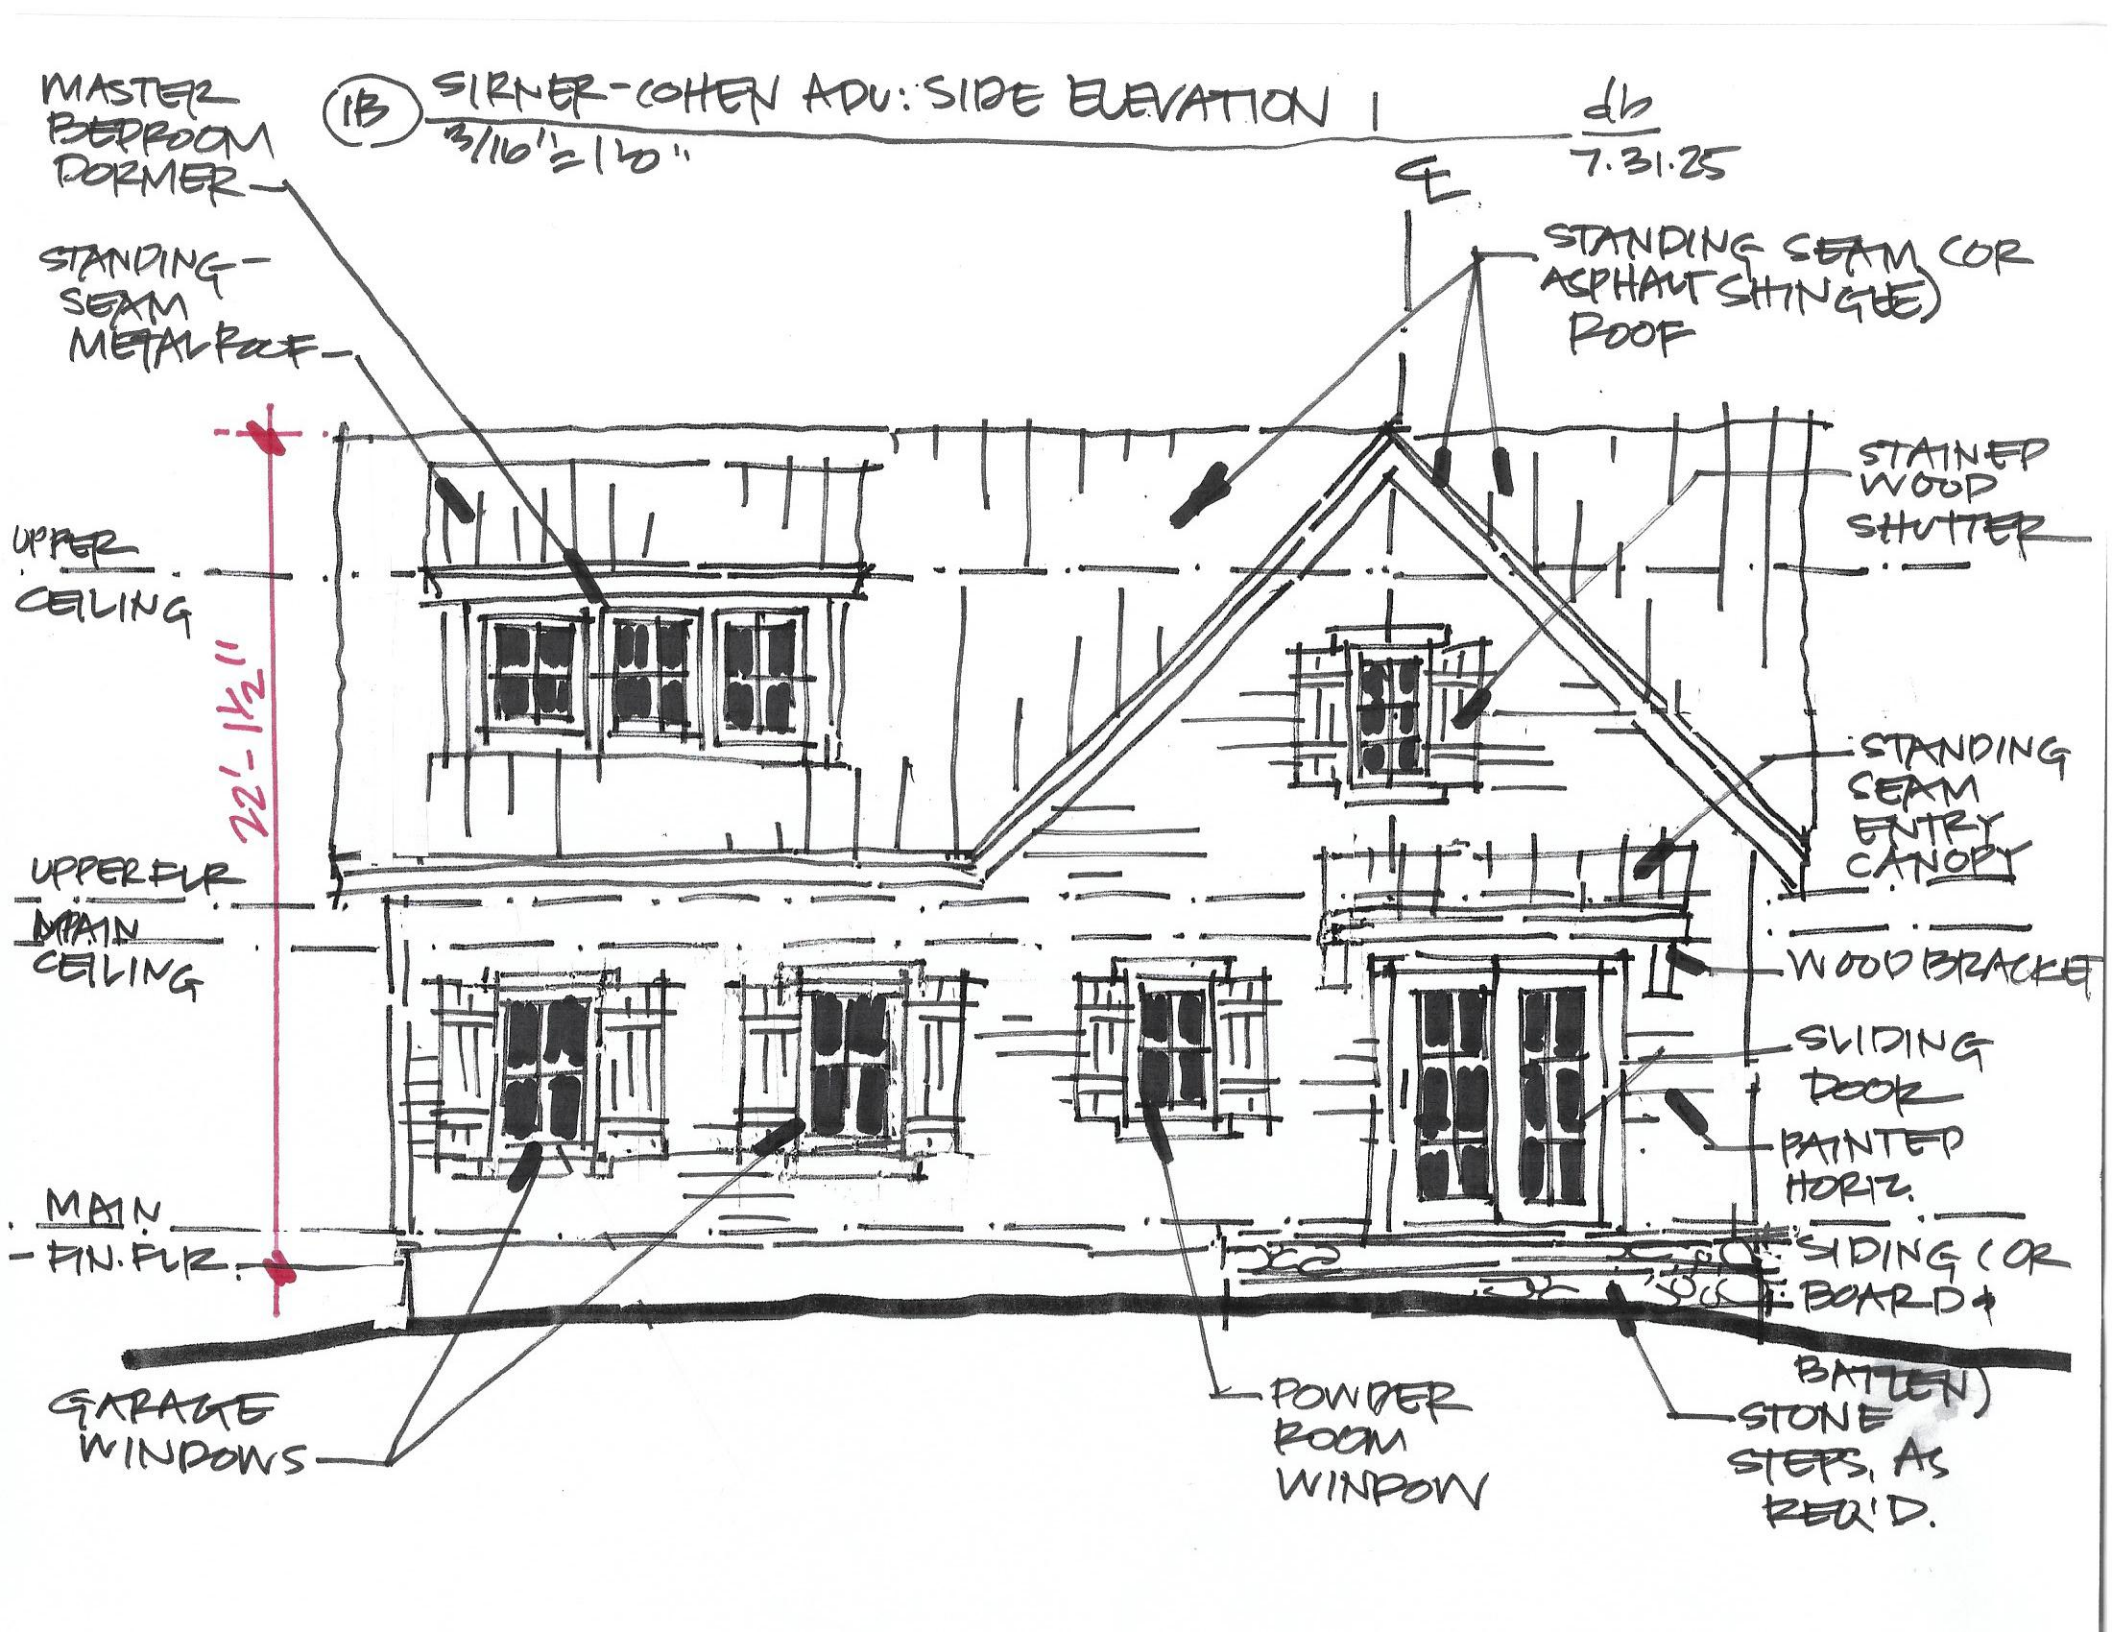 MASTER
BEDROOM
DORMER
1B
SIRNER-COHEN ADU: SIDE ELEVATION 1
3/16" = 1'0"
db
7.31.25
CL
STANDING-
SEAM
METAL ROOF
STANDING SEAM (OR
ASPHALT SHINGLE)
ROOF
STAINED
WOOD
SHUTTER
UPPER
CEILING
22'-1½"
STANDING
SEAM
ENTRY
CANOPY
UPPER FLR
MAIN
CEILING
WOOD BRACKET
SLIDING
DOOR
PAINTED
HORIZ.
SIDING (OR
BOARD &
BATTEN)
MAIN
FIN. FLR.
GARAGE
WINDOWS
POWDER
ROOM
WINDOW
STONE
STEPS, AS
REQ'D.